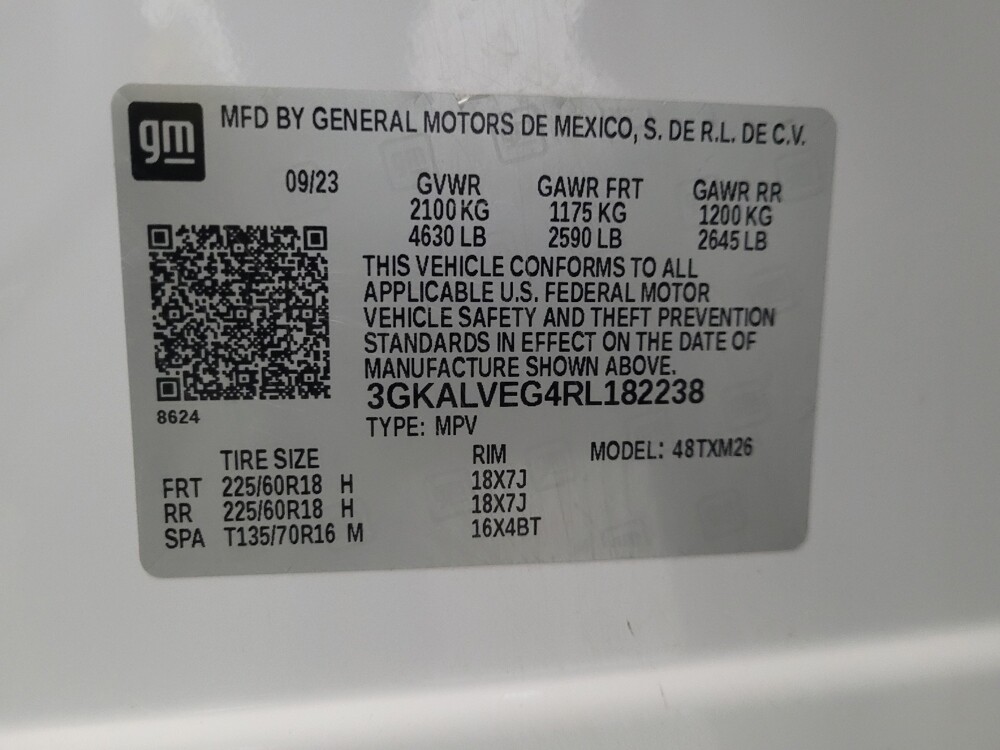 gm
MFD BY GENERAL MOTORS DE MEXICO, S. DE R.L. DE C.V.
09/23 GVWR GAWR FRT GAWR RR
2100 KG 1175 KG 1200 KG
4630 LB 2590 LB 2645 LB
THIS VEHICLE CONFORMS TO ALL
APPLICABLE U.S. FEDERAL MOTOR
VEHICLE SAFETY AND THEFT PREVENTION
STANDARDS IN EFFECT ON THE DATE OF
MANUFACTURE SHOWN ABOVE.
3GKALVEG4RL182238
8624
TYPE: MPV
TIRE SIZE RIM MODEL: 48TXM26
FRT 225/60R18 H 18X7J
RR 225/60R18 H 18X7J
SPA T135/70R16 M 16X4BT